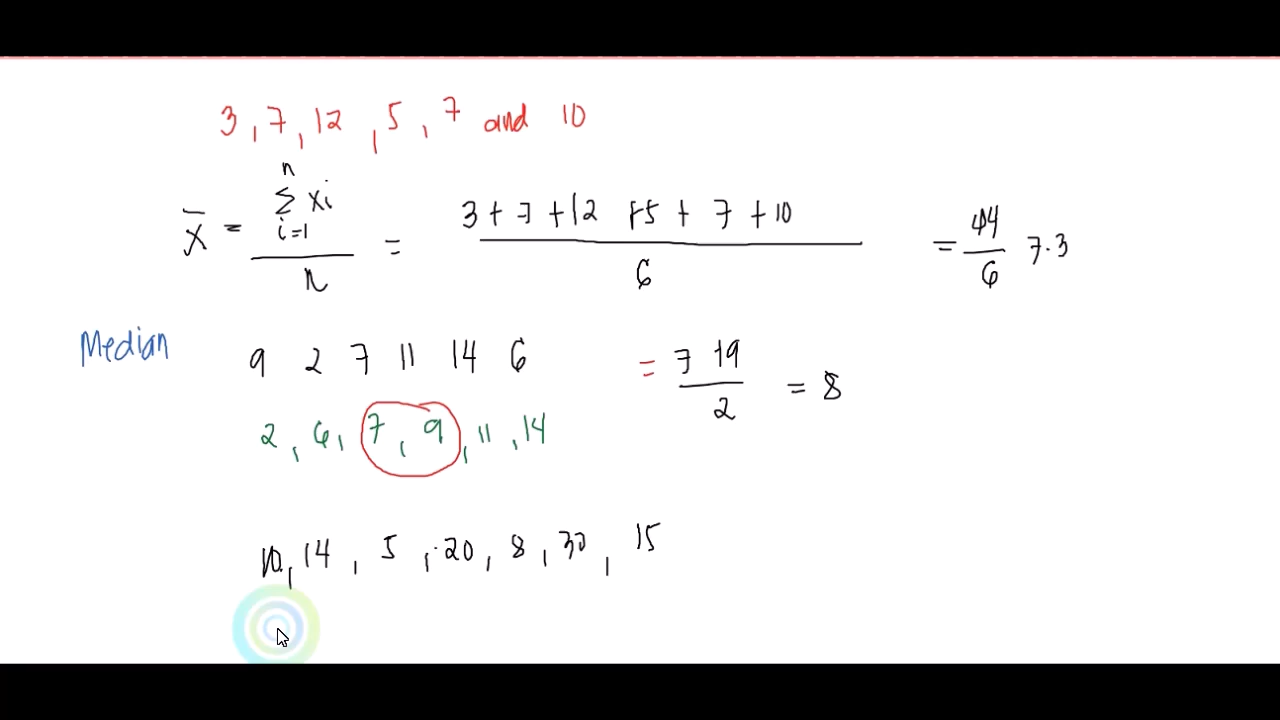 3, 7, 12, 5, 7 and 10
X̄ = Σ_{i=1}^{n} xi / n = 3 + 7 + 12 +5 + 7 + 10 / 6 = 44/6 7.3
Median 9 2 7 11 14 6 = 7 +9 / 2 = 8
2, 6, 7, 9, 11, 14
10, 14, 5, 20, 8, 30, 15